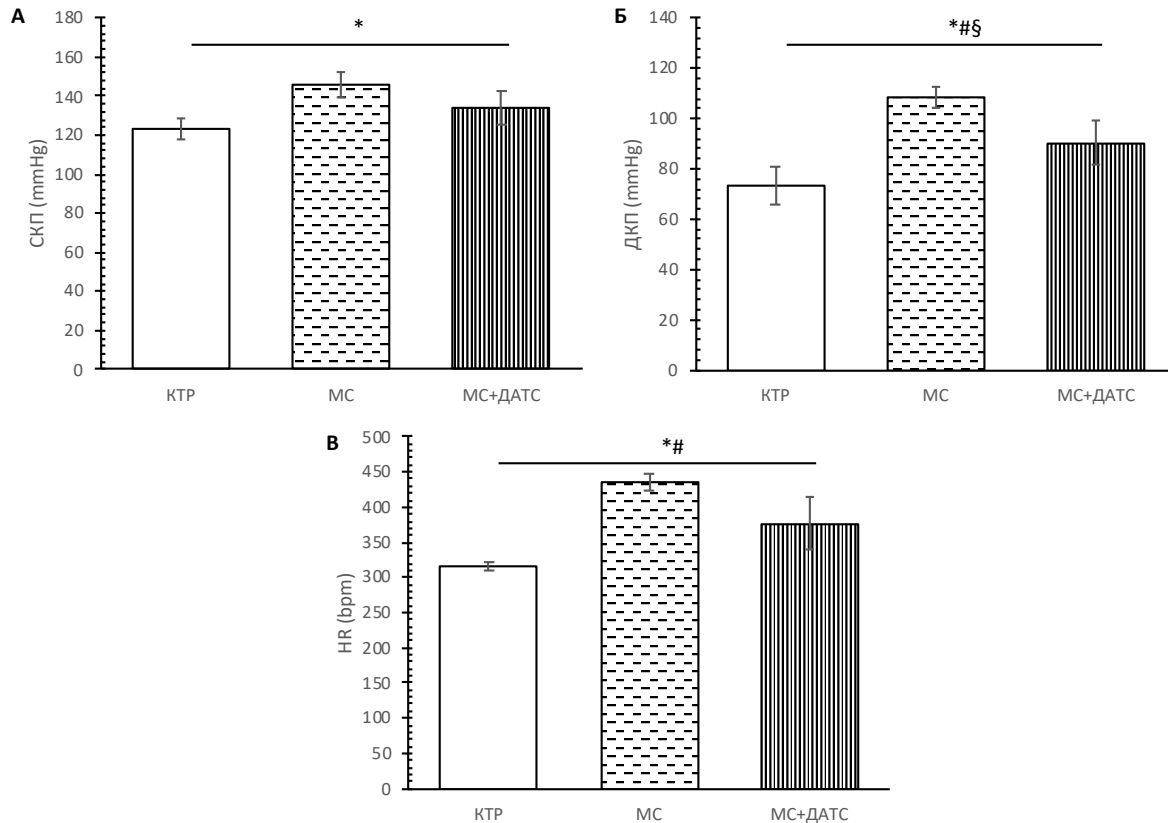 А
СКП (mmHg)
180
160
140
120
100
80
60
40
20
0
*
КТР
МС
МС+ДАТС
Б
ДКП (mmHg)
140
120
100
80
60
40
20
0
*#§
КТР
МС
МС+ДАТС
В
HR (bpm)
500
450
400
350
300
250
200
150
100
50
0
*#
КТР
МС
МС+ДАТС